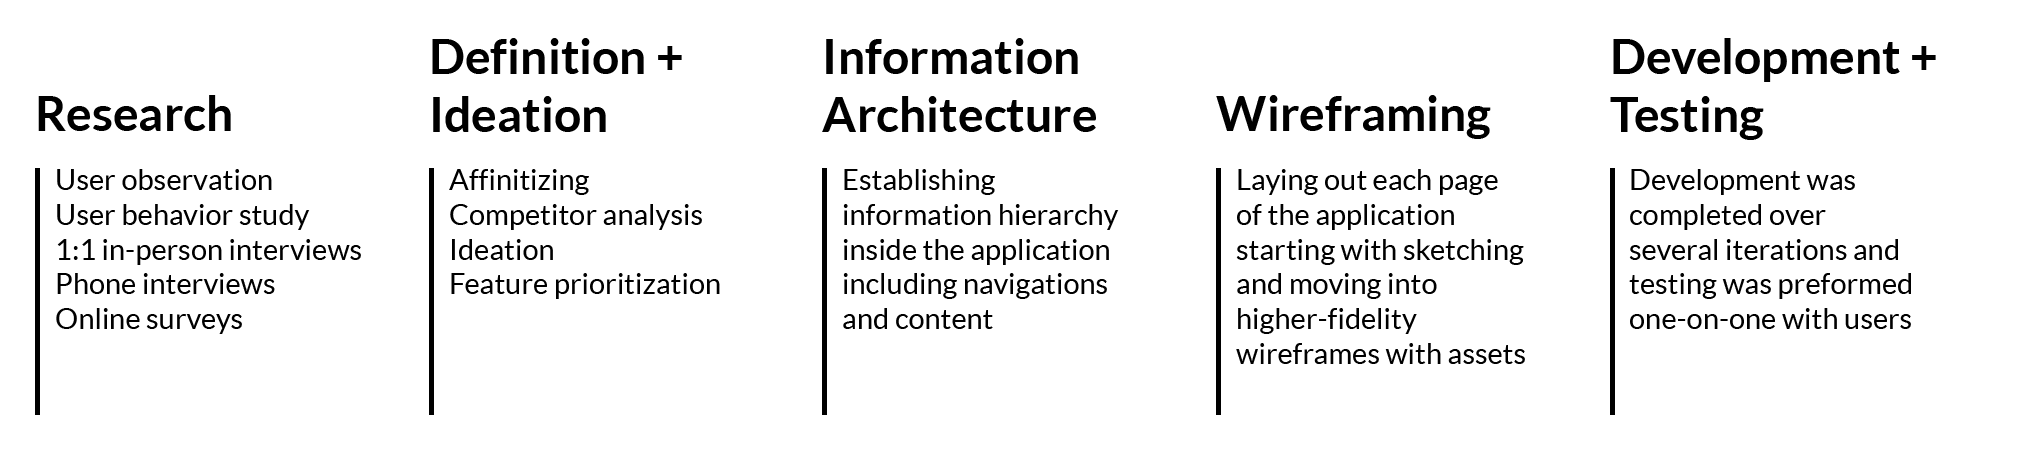 Research
User observation
User behavior study
1:1 in-person interviews
Phone interviews
Online surveys
Definition +
Ideation
Affinitizing
Competitor analysis
Ideation
Feature prioritization
Information
Architecture
Establishing
information hierarchy
inside the application
including navigations
and content
Wireframing
Laying out each page
of the application
starting with sketching
and moving into
higher-fidelity
wireframes with assets
Development +
Testing
Development was
completed over
several iterations and
testing was preformed
one-on-one with users